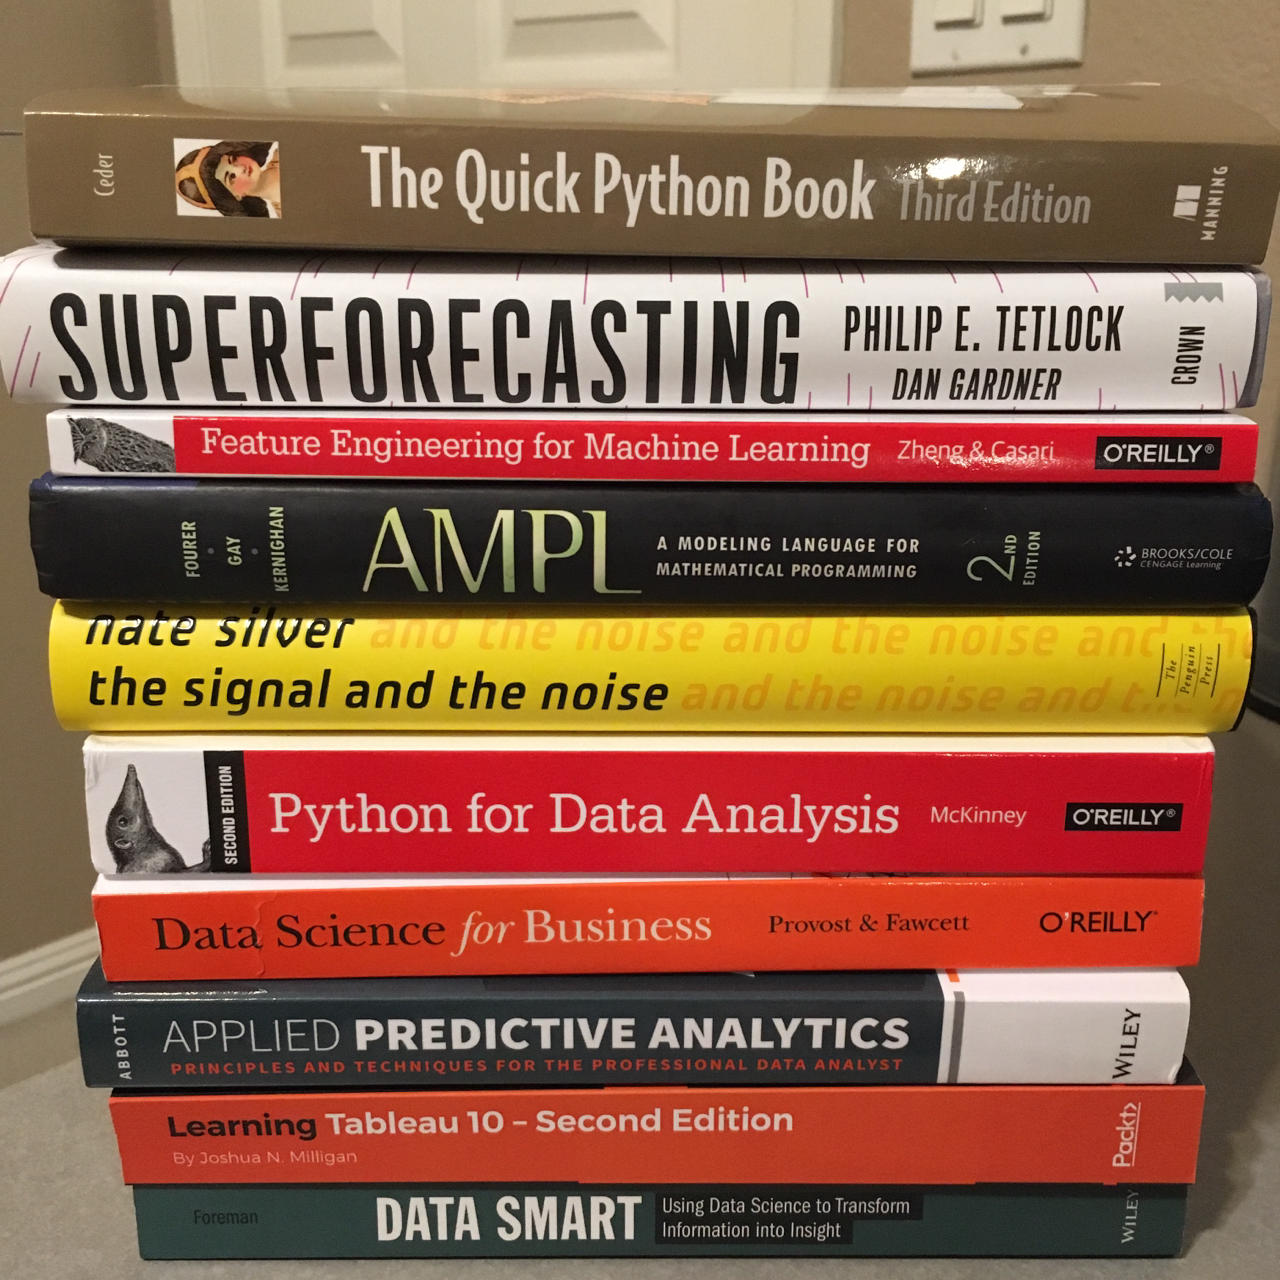 Ceder
The Quick Python Book Third Edition
MANNING
SUPERFORECASTING
PHILIP E. TETLOCK
DAN GARDNER
CROWN
Feature Engineering for Machine Learning Zheng & Casari O'REILLY®
FOURER • GAY • KERNIGHAN
AMPL
A MODELING LANGUAGE FOR
MATHEMATICAL PROGRAMMING
2ND
EDITION
BROOKS/COLE
CENGAGE Learning
nate silver and the noise and the noise and the
the signal and the noise and the noise and t
The
Penguin
Press
SECOND EDITION
Python for Data Analysis McKinney O'REILLY®
Data Science for Business Provost & Fawcett O'REILLY®
ABBOTT
APPLIED PREDICTIVE ANALYTICS
PRINCIPLES AND TECHNIQUES FOR THE PROFESSIONAL DATA ANALYST
WILEY
Learning Tableau 10 – Second Edition
By Joshua N. Milligan
Packt>
Foreman
DATA SMART
Using Data Science to Transform
Information into Insight
WILEY